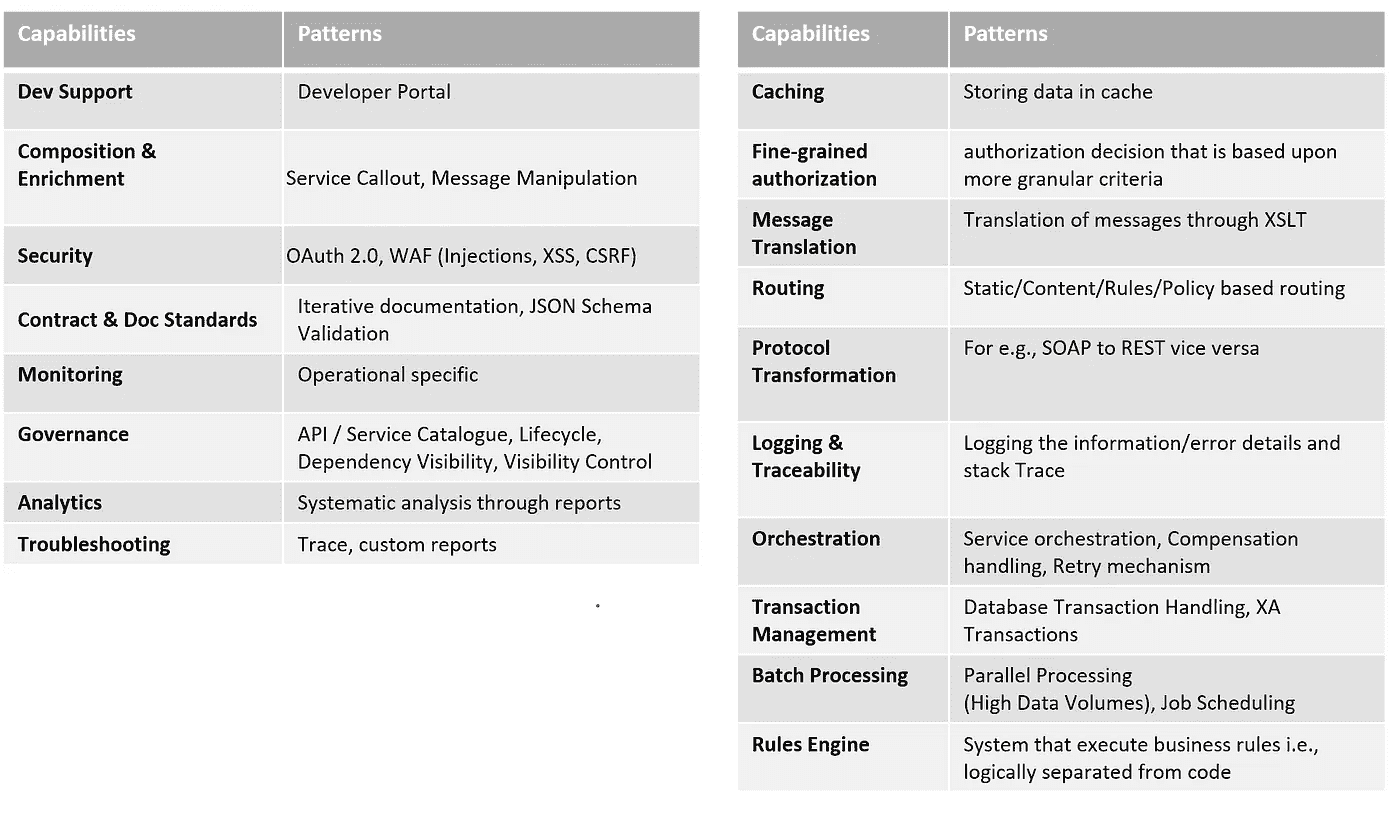 Capabilities Patterns
Dev Support Developer Portal
Composition &
Enrichment
Service Callout, Message Manipulation
Security OAuth 2.0, WAF (Injections, XSS, CSRF)
Contract & Doc Standards
Iterative documentation, JSON Schema
Validation
Monitoring Operational specific
Governance API / Service Catalogue, Lifecycle,
Dependency Visibility, Visibility Control
Analytics Systematic analysis through reports
Troubleshooting Trace, custom reports
Capabilities Patterns
Caching Storing data in cache
Fine-grained authorization decision that is based upon
authorization more granular criteria
Message Translation of messages through XSLT
Translation
Routing Static/Content/Rules/Policy based routing
Protocol For e.g., SOAP to REST vice versa
Transformation
Logging & Logging the information/error details and
Traceability stack Trace
Orchestration Service orchestration, Compensation
handling, Retry mechanism
Transaction Database Transaction Handling, XA
Management Transactions
Batch Processing Parallel Processing
(High Data Volumes), Job Scheduling
Rules Engine System that execute business rules i.e.,
logically separated from code